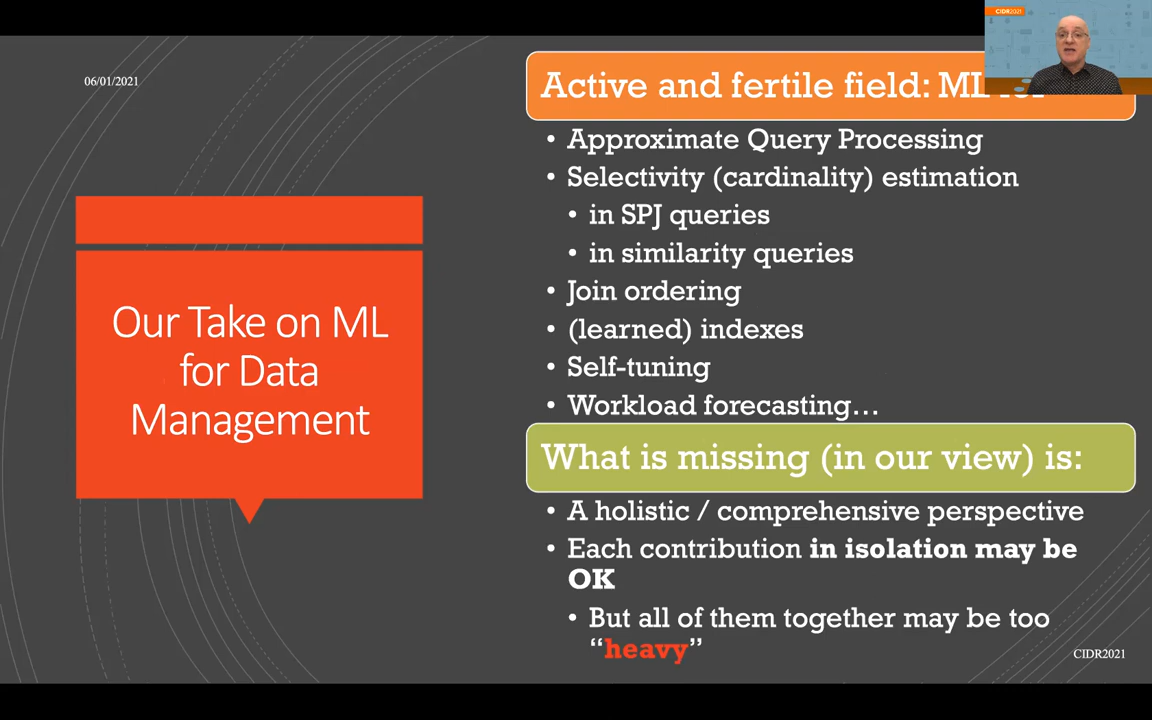 CIDR2021
06/01/2021
Our Take on ML
for Data
Management
Active and fertile field: ML
• Approximate Query Processing
• Selectivity (cardinality) estimation
• in SPJ queries
• in similarity queries
• Join ordering
• (learned) indexes
• Self-tuning
• Workload forecasting…
What is missing (in our view) is:
• A holistic / comprehensive perspective
• Each contribution in isolation may be
OK
• But all of them together may be too
“heavy”
CIDR2021